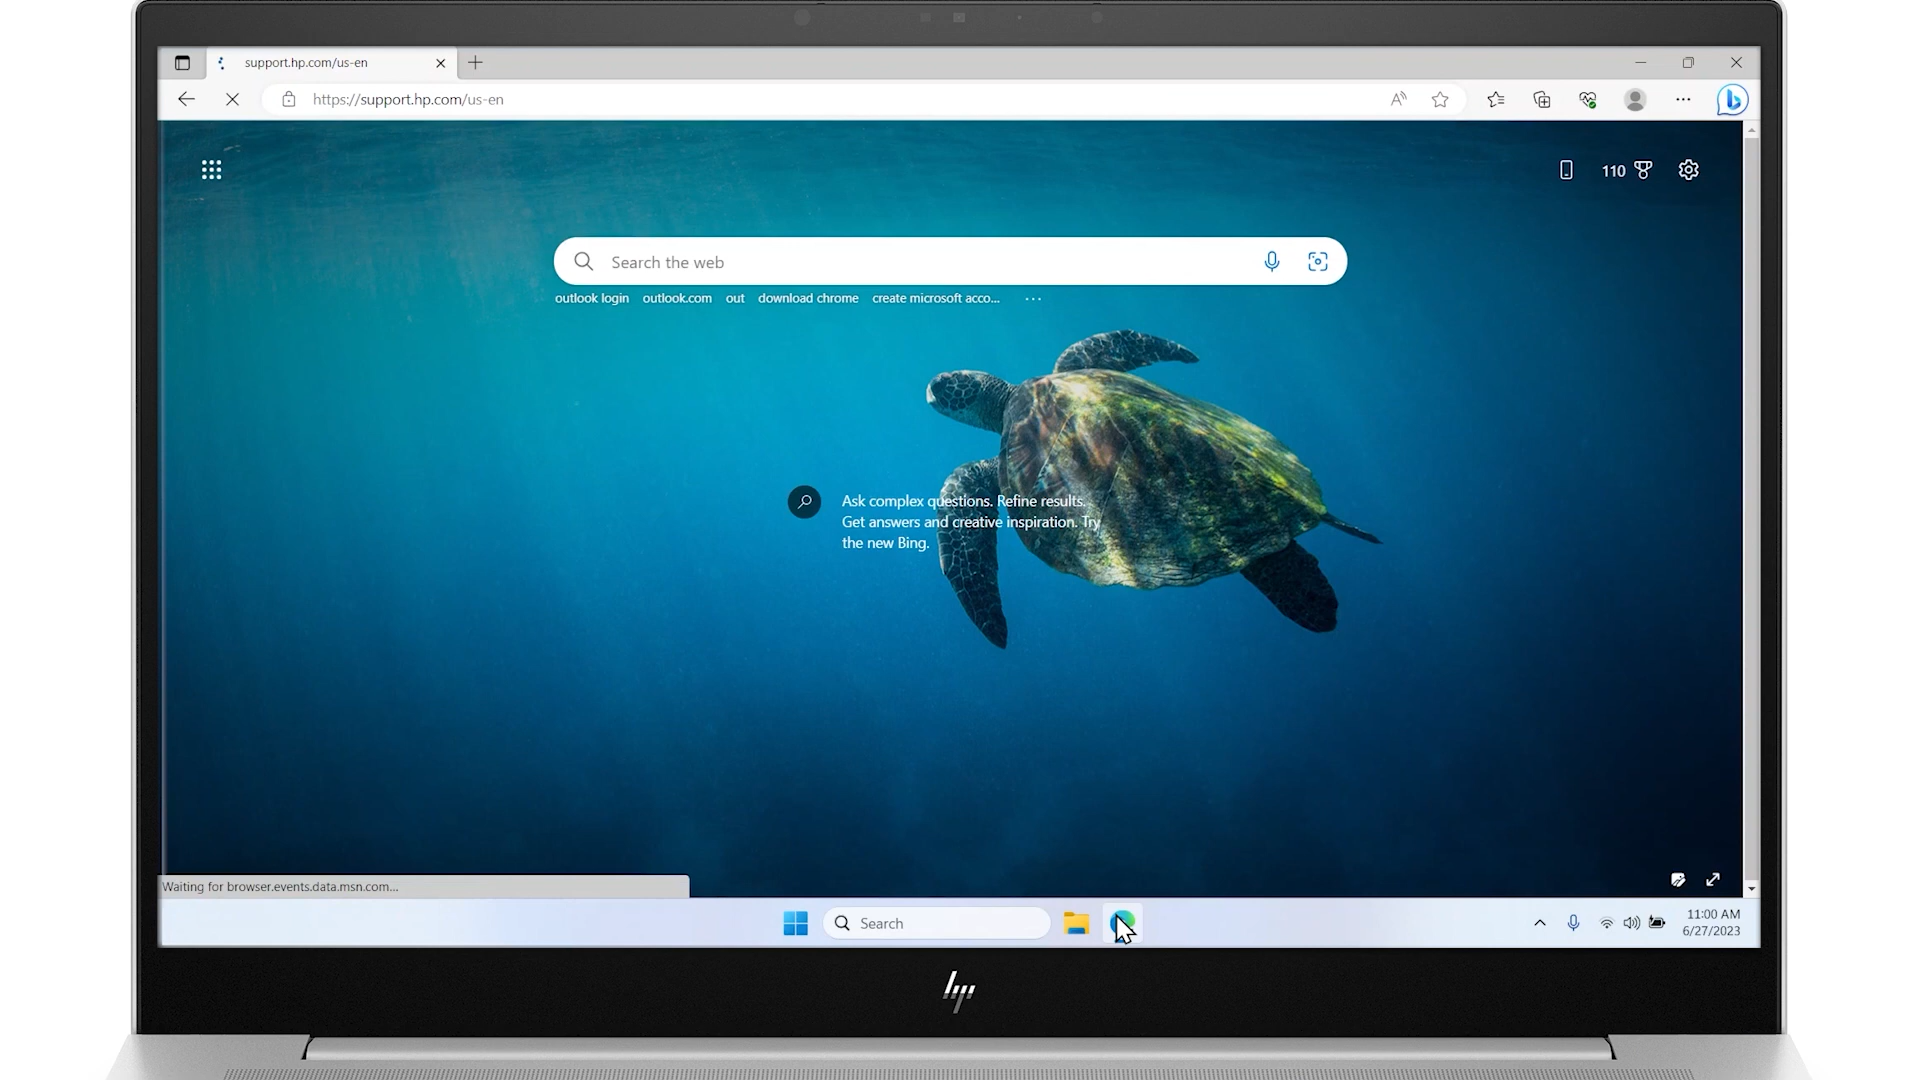 support.hp.com/us-en
https://support.hp.com/us-en
110
Search the web
outlook login outlook.com out download chrome create microsoft acco... ...
Ask complex questions. Refine results.
Get answers and creative inspiration. Try
the new Bing.
Waiting for browser.events.data.msn.com...
Search
11:00 AM
6/27/2023
hp